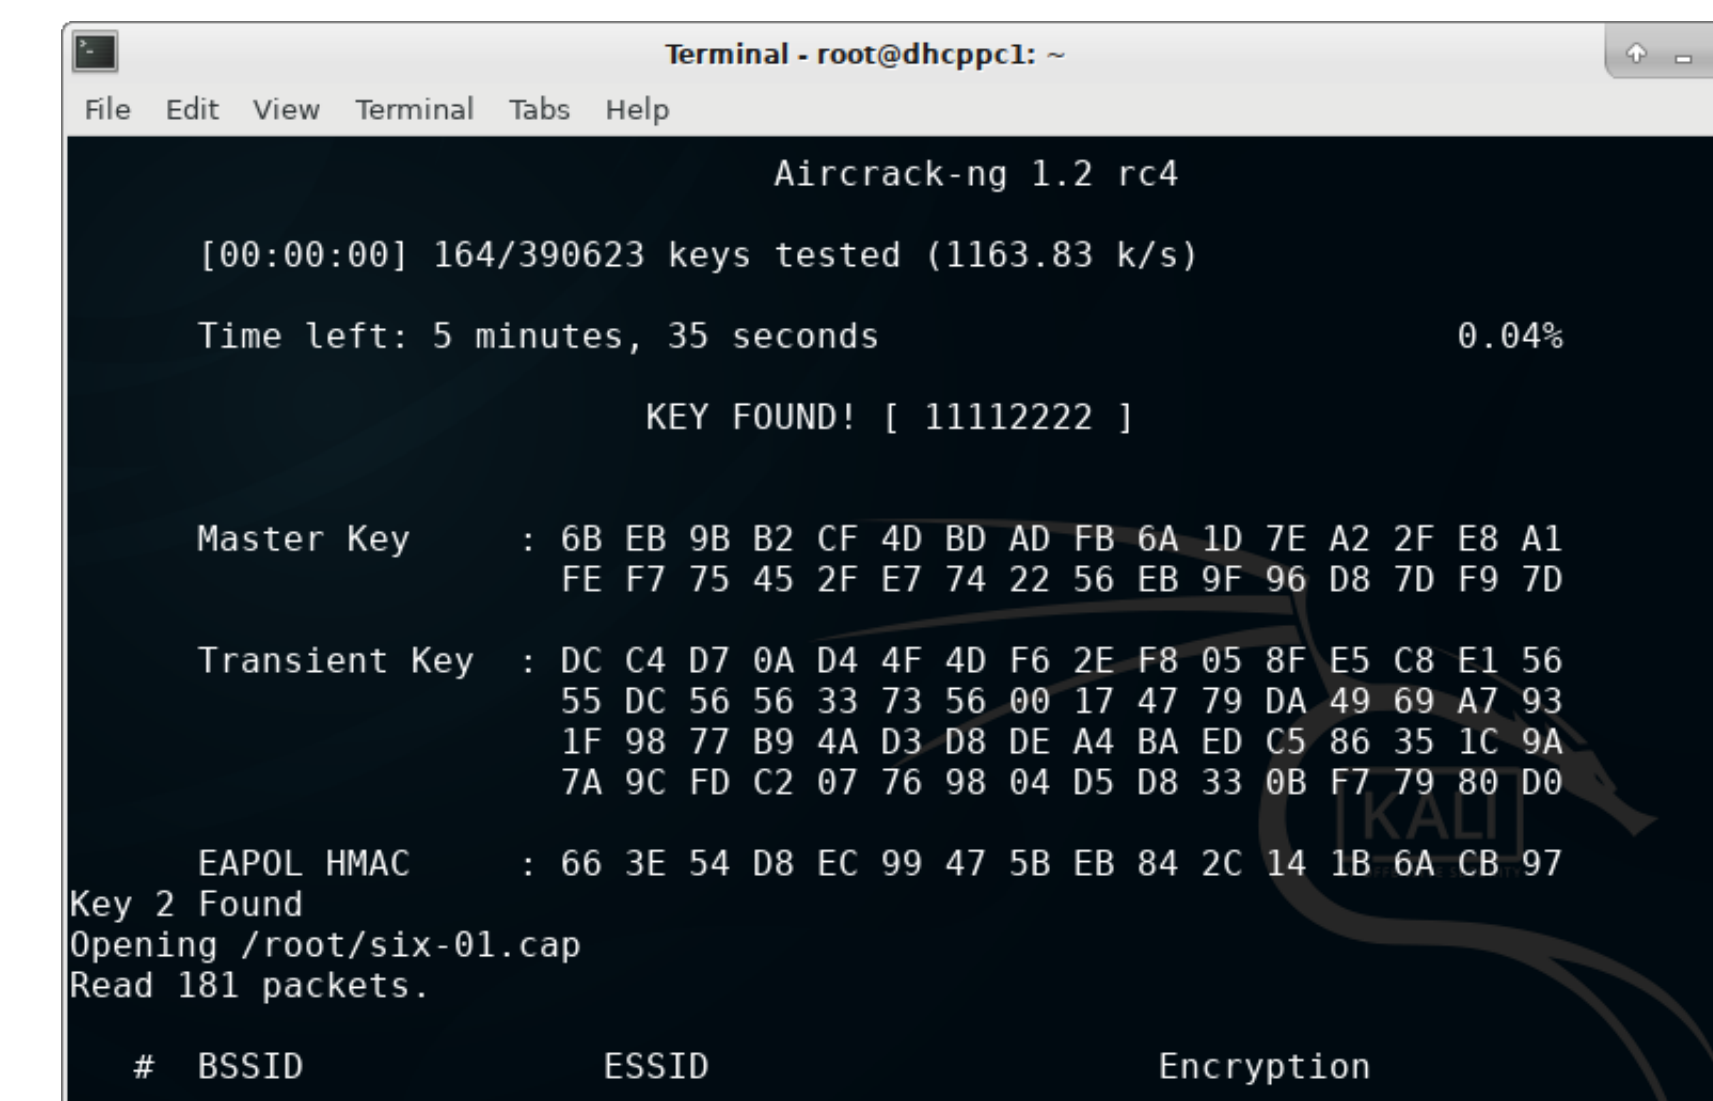 Terminal - root@dhcppc1: ~
File Edit View Terminal Tabs Help
Aircrack-ng 1.2 rc4
[00:00:00] 164/390623 keys tested (1163.83 k/s)
Time left: 5 minutes, 35 seconds 0.04%
KEY FOUND! [ 11112222 ]
Master Key : 6B EB 9B B2 CF 4D BD AD FB 6A 1D 7E A2 2F E8 A1
FE F7 75 45 2F E7 74 22 56 EB 9F 96 D8 7D F9 7D
Transient Key : DC C4 D7 0A D4 4F 4D F6 2E F8 05 8F E5 C8 E1 56
55 DC 56 56 33 73 56 00 17 47 79 DA 49 69 A7 93
1F 98 77 B9 4A D3 D8 DE A4 BA ED C5 86 35 1C 9A
7A 9C FD C2 07 76 98 04 D5 D8 33 0B F7 79 80 D0
KALI
EAPOL HMAC : 66 3E 54 D8 EC 99 47 5B EB 84 2C 14 1B 6A CB 97
Key 2 Found
Opening /root/six-01.cap
Read 181 packets.
# BSSID ESSID Encryption